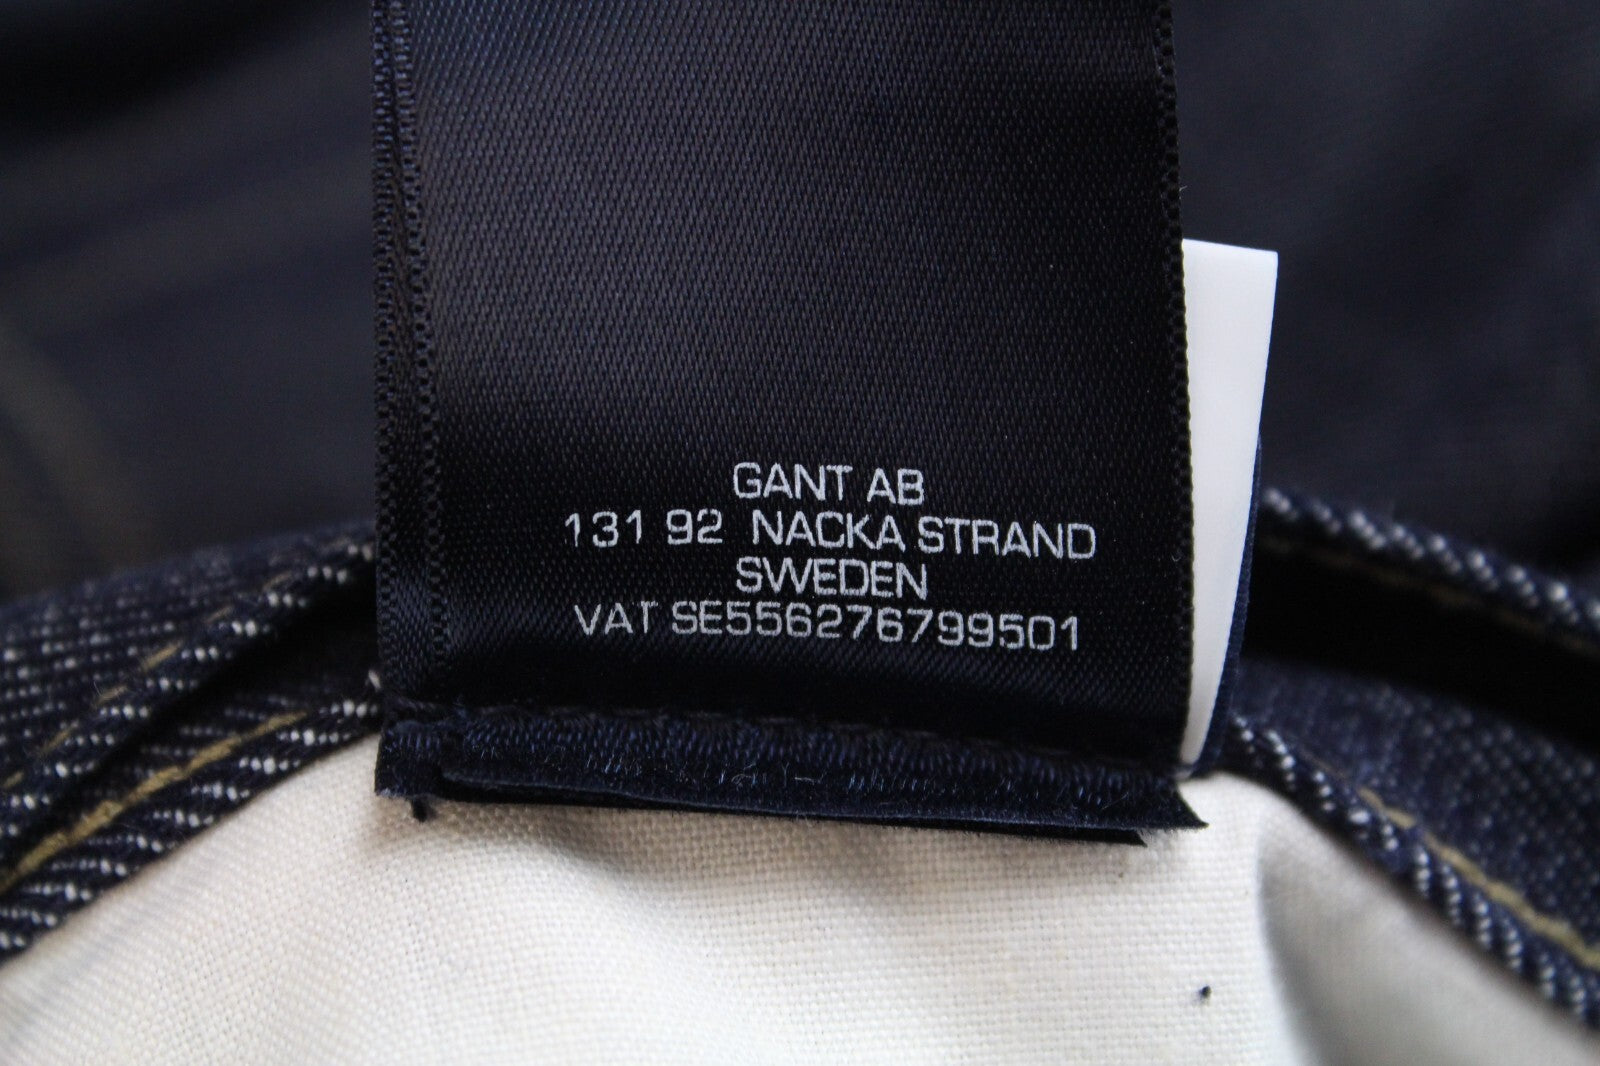 GANT AB
131 92 NACKA STRAND
SWEDEN
VAT SE556276799501